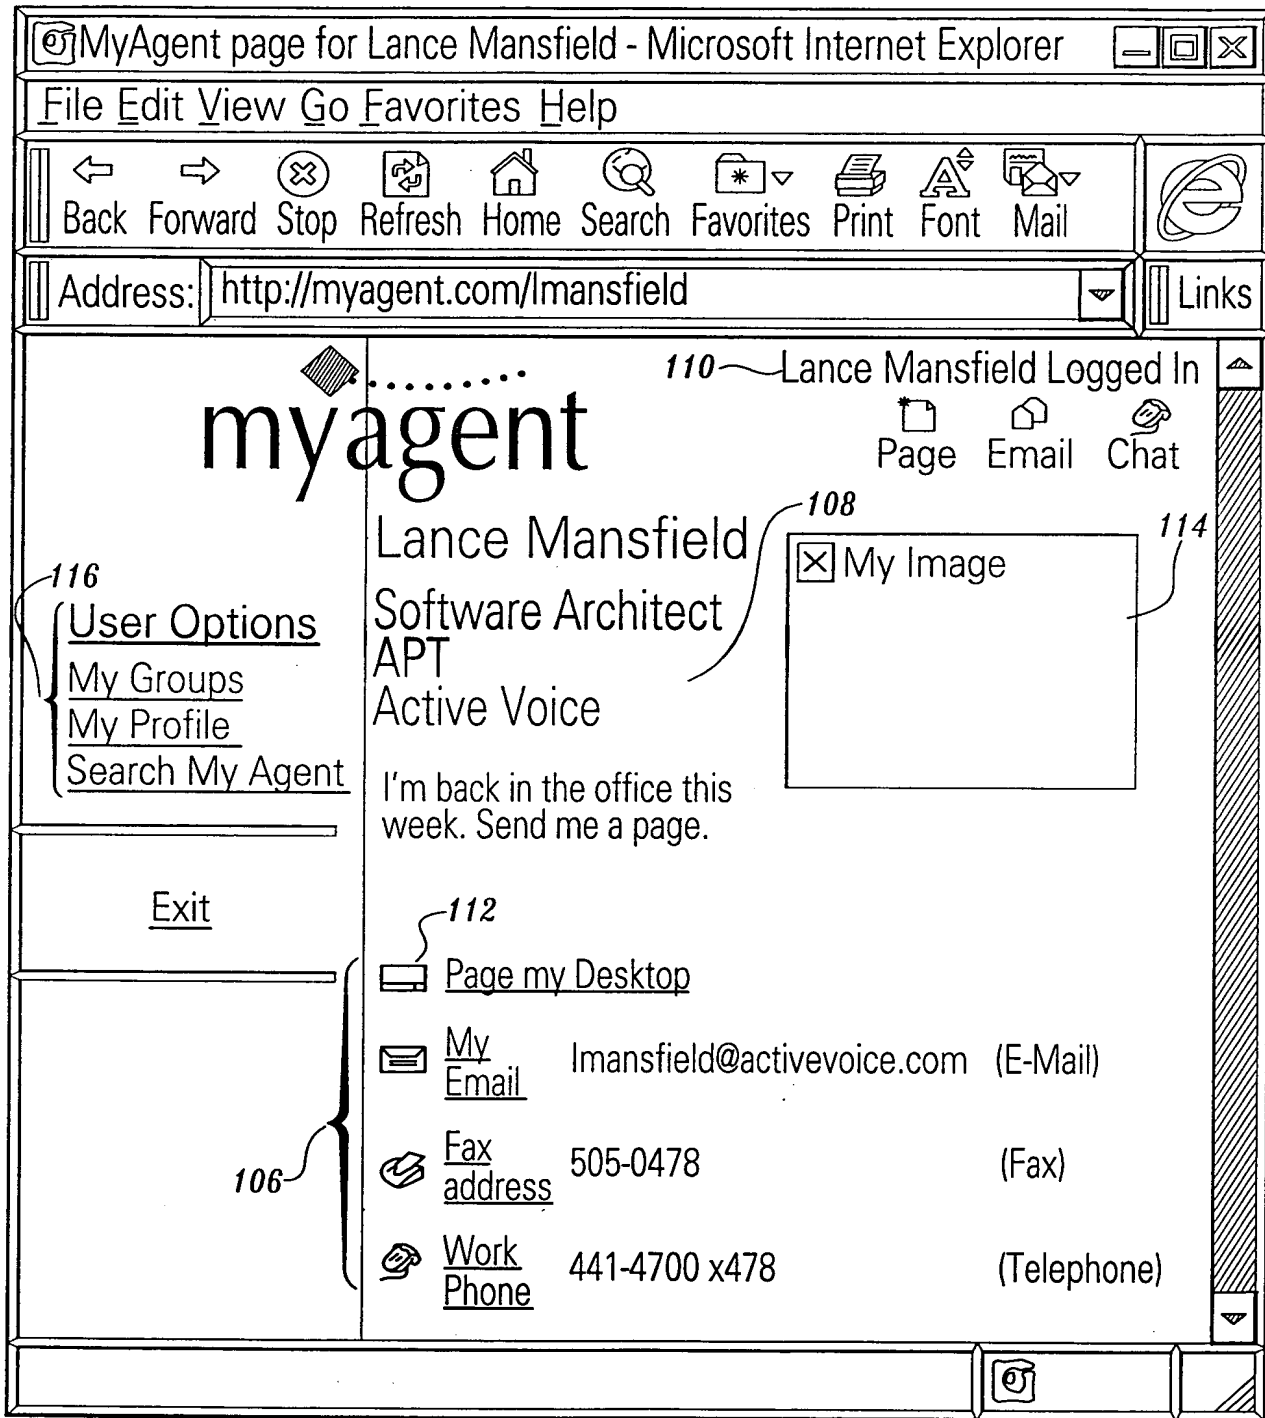 MyAgent page for Lance Mansfield - Microsoft Internet Explorer
File Edit View Go Favorites Help
Back Forward Stop Refresh Home Search Favorites Print Font Mail
Address: http://myagent.com/lmansfield Links
110 Lance Mansfield Logged In
myagent
Page Email Chat
108
Lance Mansfield
114
My Image
116
User Options
Software Architect
APT
My Groups
Active Voice
My Profile
Search My Agent
I'm back in the office this
week. Send me a page.
Exit
112
Page my Desktop
My
Email lmansfield@activevoice.com (E-Mail)
106
Fax
address 505-0478 (Fax)
Work
Phone 441-4700 x478 (Telephone)